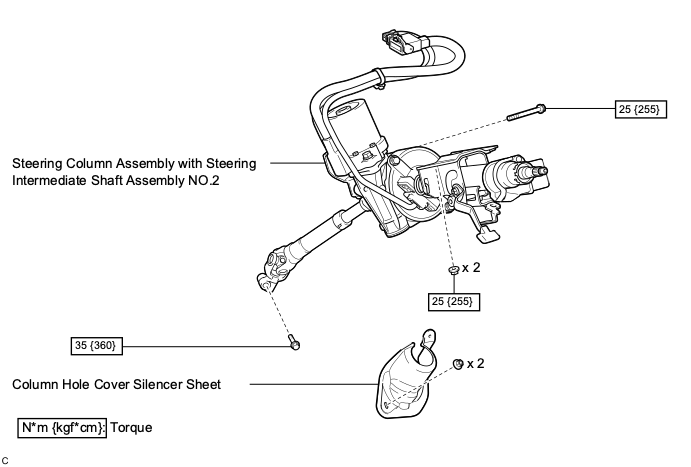 25 {255}
Steering Column Assembly with Steering
Intermediate Shaft Assembly NO.2
x 2
25 {255}
35 {360}
x 2
Column Hole Cover Silencer Sheet
N*m {kgf*cm}: Torque
C